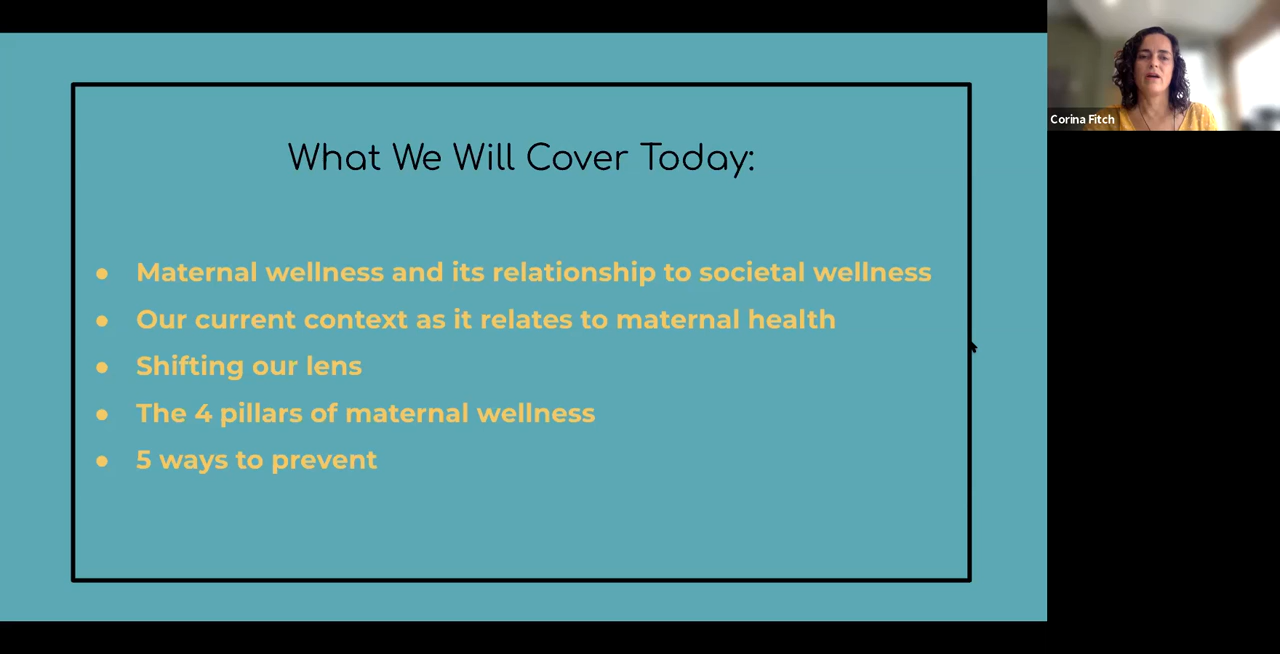 What We Will Cover Today:
● Maternal wellness and its relationship to societal wellness
● Our current context as it relates to maternal health
● Shifting our lens
● The 4 pillars of maternal wellness
● 5 ways to prevent
Corina Fitch